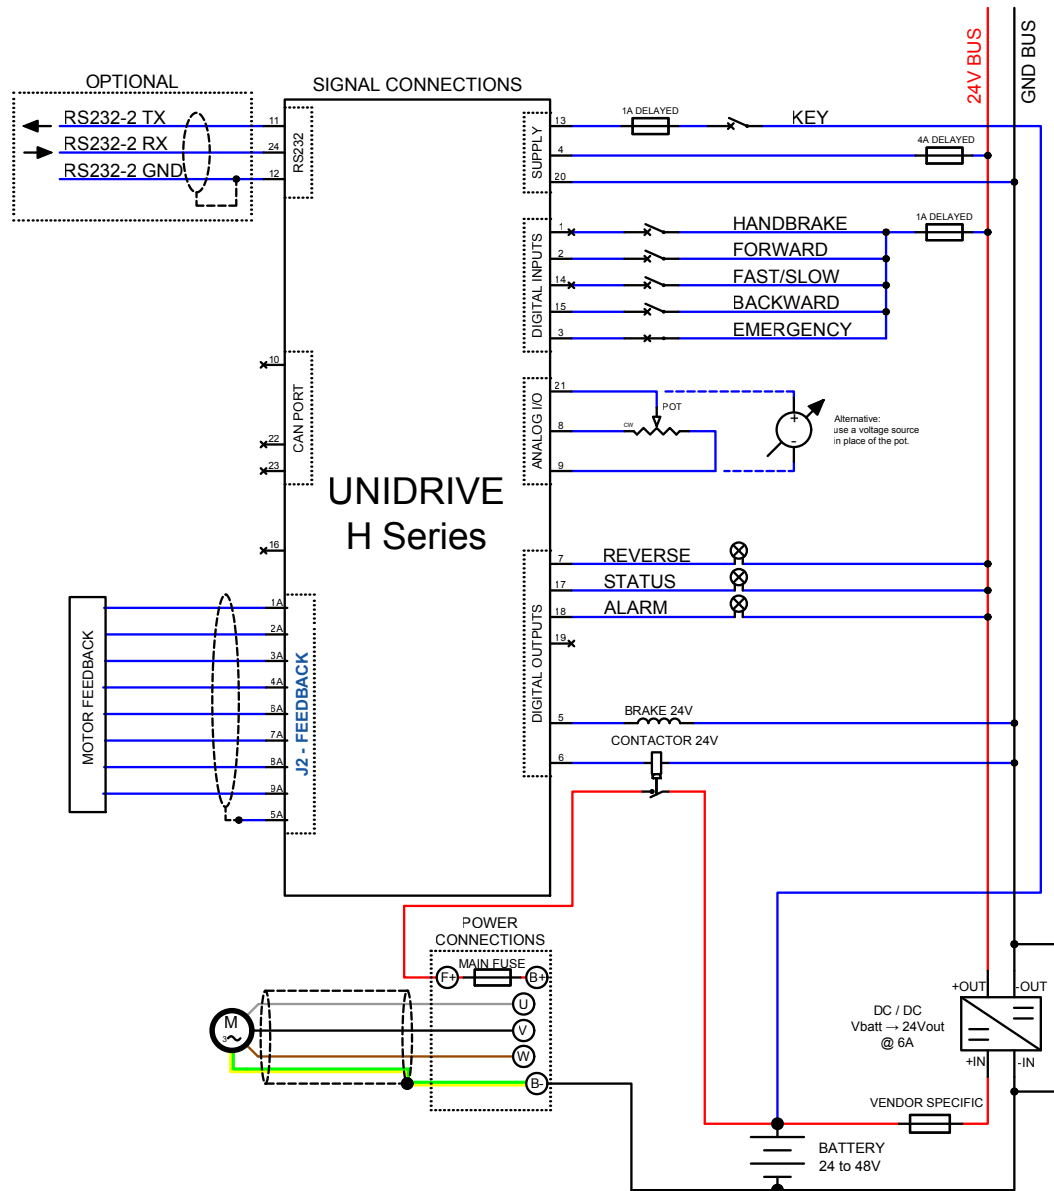 24V BUS
GND BUS
OPTIONAL
SIGNAL CONNECTIONS
RS232-2 TX
RS232-2 RX
RS232-2 GND
11
24
12
RS232
SUPPLY
13
4
20
1A DELAYED
KEY
4A DELAYED
DIGITAL INPUTS
1
2
14
15
3
HANDBRAKE
FORWARD
FAST/SLOW
BACKWARD
EMERGENCY
1A DELAYED
10
22
23
CAN PORT
16
ANALOG I/O
21
8
9
POT
CW
+
-
Alternative:
use a voltage source
in place of the pot.
UNIDRIVE
H Series
DIGITAL OUTPUTS
7
17
18
19
5
6
REVERSE
STATUS
ALARM
BRAKE 24V
CONTACTOR 24V
MOTOR FEEDBACK
1A
2A
3A
4A
6A
7A
8A
9A
5A
J2 - FEEDBACK
POWER
CONNECTIONS
MAIN FUSE
F+
B+
U
V
W
B-
M
3
+OUT
-OUT
DC / DC
Vbatt → 24Vout
@ 6A
+IN
-IN
VENDOR SPECIFIC
BATTERY
24 to 48V